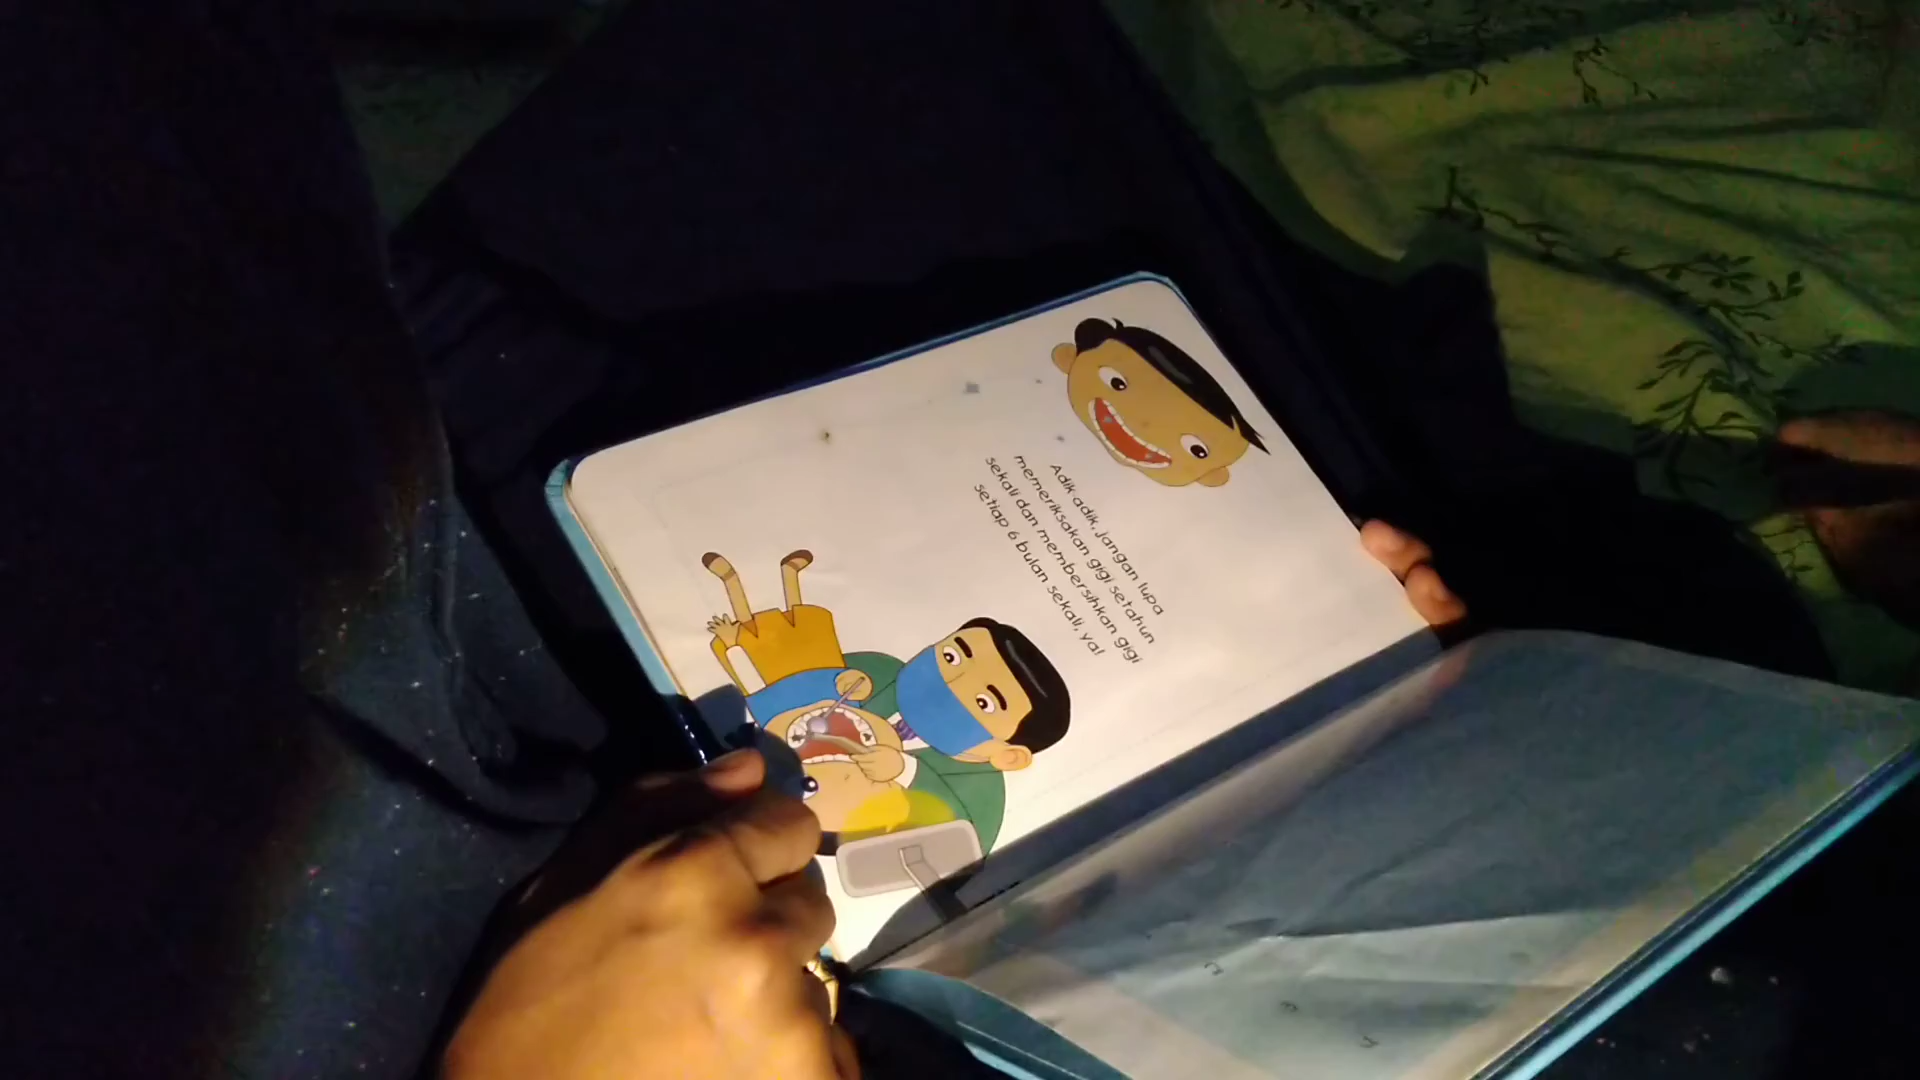 Adik adik, jangan lupa
memeriksakan gigi setahun
sekali dan membersihkan gigi
setiap 6 bulan sekali, ya!